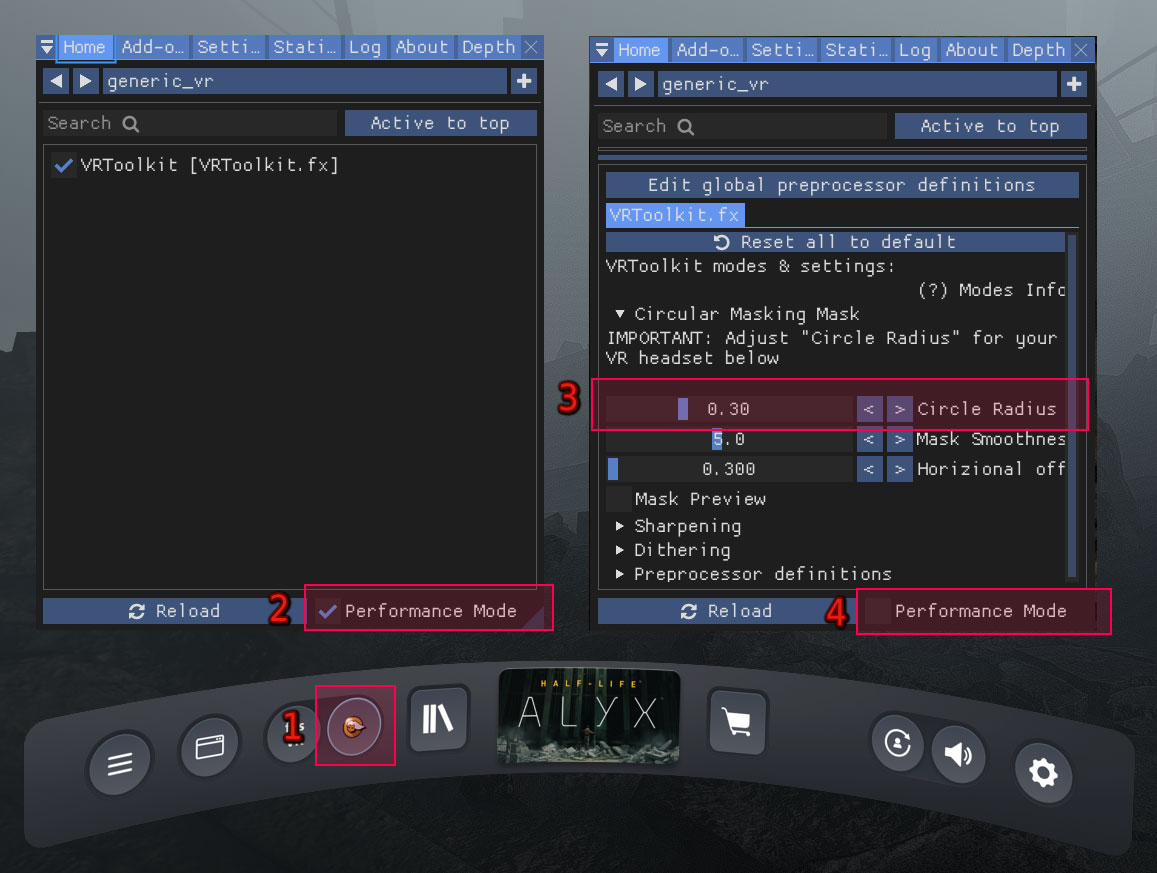 Home Add-o... Setti... Stati... Log About Depth
generic_vr
Search Active to top
VRToolkit [VRToolkit.fx]
Reload 2 Performance Mode
Home Add-o... Setti... Stati... Log About Depth
generic_vr
Search Active to top
Edit global preprocessor definitions
VRToolkit.fx
Reset all to default
VRToolkit modes & settings:
(?) Modes Info
Circular Masking Mask
IMPORTANT: Adjust "Circle Radius" for your
VR headset below
3 0.30 < > Circle Radius
5.0 < > Mask Smoothnes
0.300 < > Horizional off
Mask Preview
Sharpening
Dithering
Preprocessor definitions
Reload 4 Performance Mode
1
HALF-LIFE
ALYX